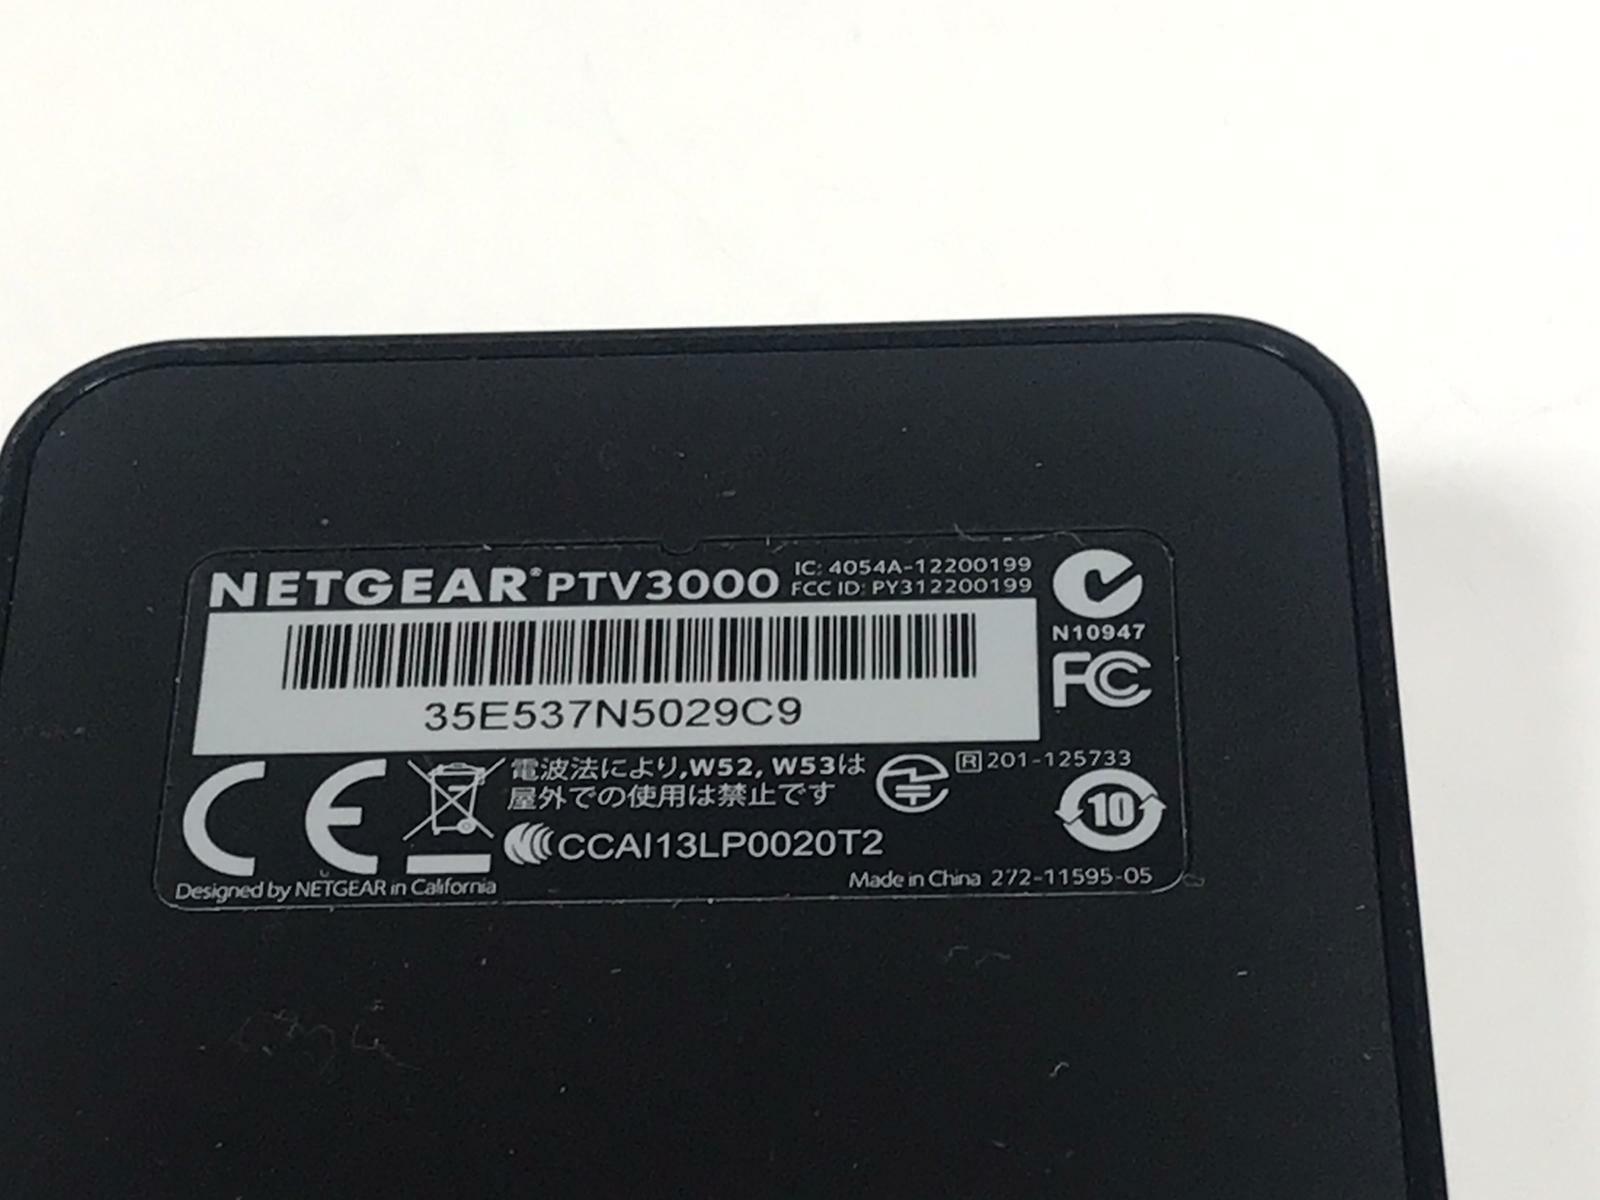 NETGEAR® PTV3000
IC: 4054A-12200199
FCC ID: PY312200199
N10947
FC
35E537N5029C9
CE
電波法により,W52, W53は
屋外での使用は禁止です
R 201-125733
10
CCAI13LP0020T2
Designed by NETGEAR in California
Made in China 272-11595-05